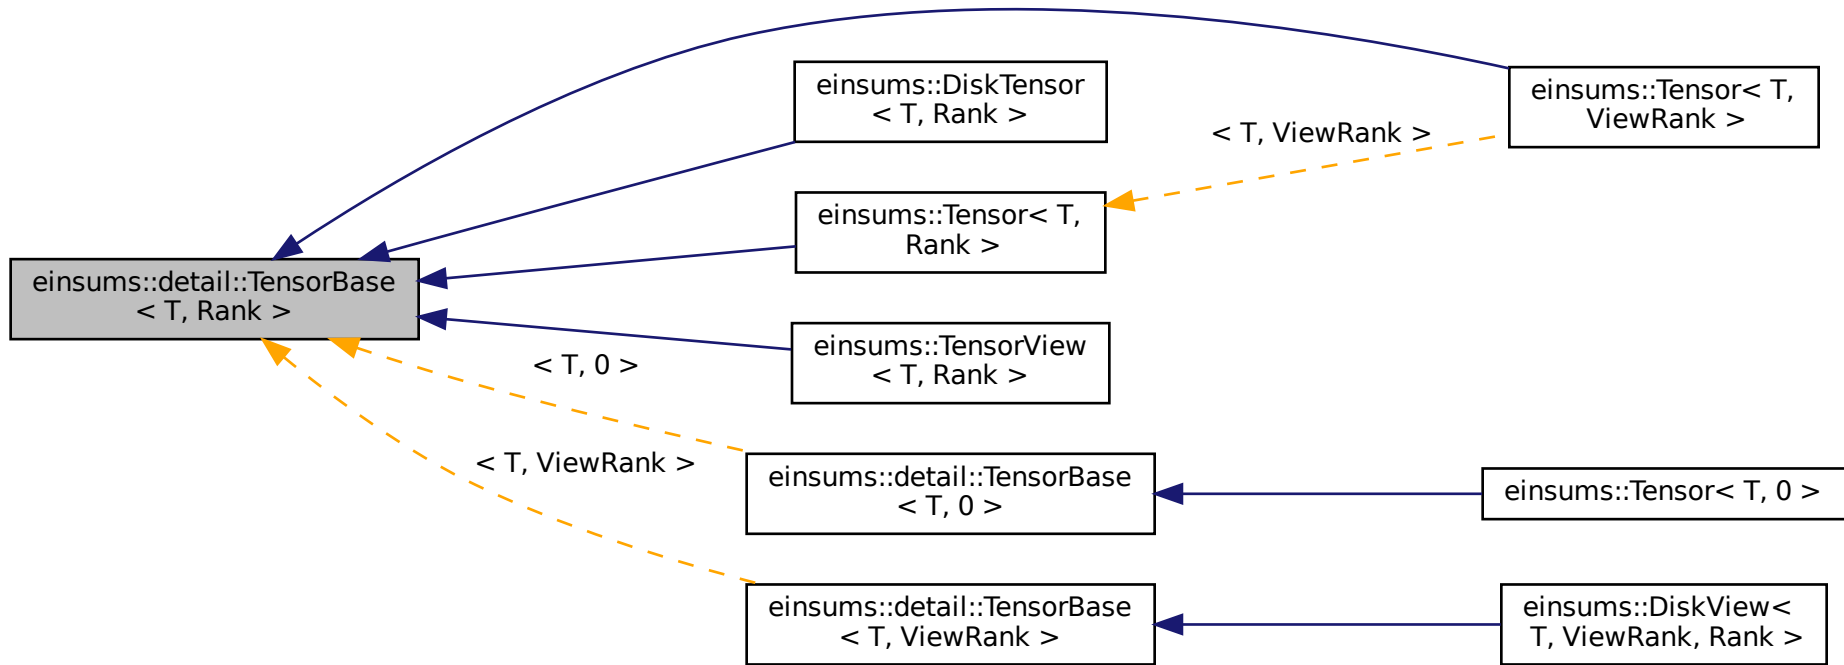 einsums::detail::TensorBase
< T, Rank >
einsums::DiskTensor
< T, Rank >
einsums::Tensor< T,
Rank >
einsums::TensorView
< T, Rank >
< T, 0 >
< T, ViewRank >
einsums::detail::TensorBase
< T, 0 >
einsums::detail::TensorBase
< T, ViewRank >
< T, ViewRank >
einsums::Tensor< T,
ViewRank >
einsums::Tensor< T, 0 >
einsums::DiskView<
T, ViewRank, Rank >